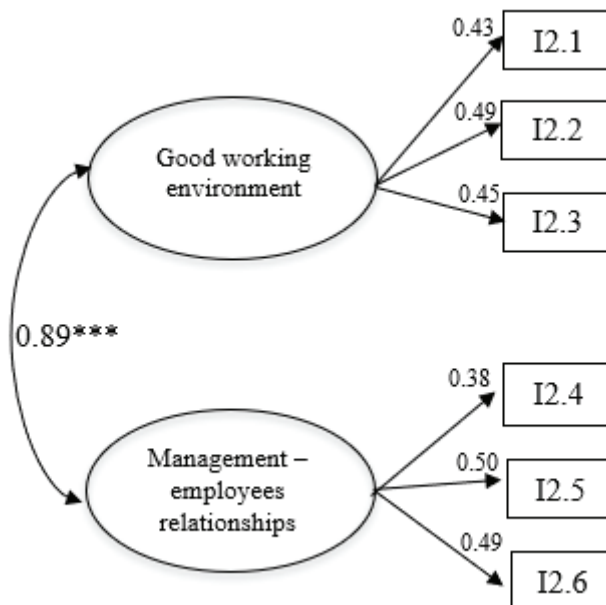 0.43
I2.1
Good working
environment
0.49
I2.2
0.45
I2.3
0.89***
0.38
I2.4
Management –
employees
relationships
0.50
I2.5
0.49
I2.6